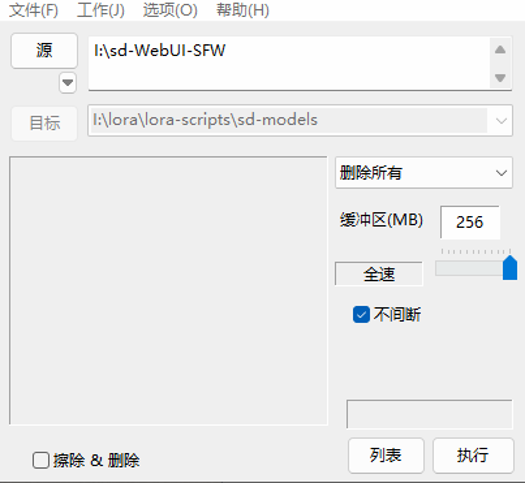 文件(F) 工作(J) 选项(O) 帮助(H)
源
I:\sd-WebUI-SFW
目标
I:\lora\lora-scripts\sd-models
删除所有
缓冲区(MB) 256
全速
不间断
擦除 & 删除
列表 执行